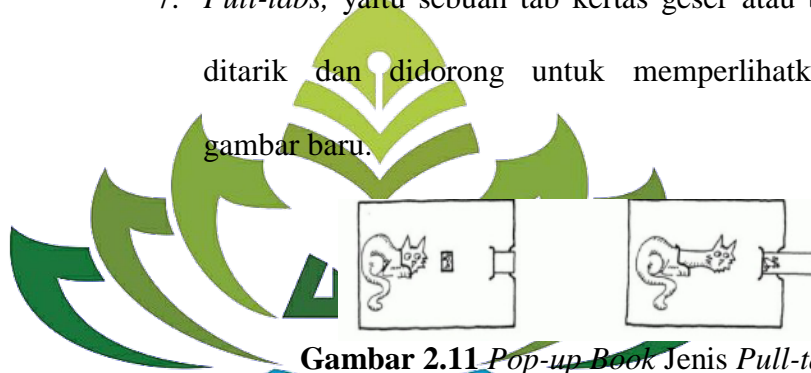 7. Pull-tabs, yaitu sebuah tab kertas geser atau
ditarik dan didorong untuk memperlihatk
gambar baru.
Gambar 2.11 Pop-up Book Jenis Pull-t